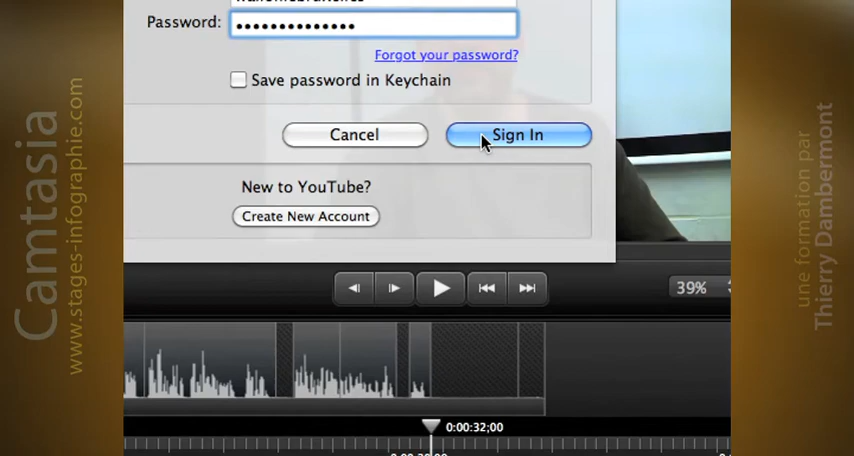 Password:
Forgot your password?
Save password in Keychain
Cancel
Sign In
New to YouTube?
Create New Account
39%
0:00:32;00
Camtasia
www.stages-infographie.com
une formation par
Thierry Dambermont